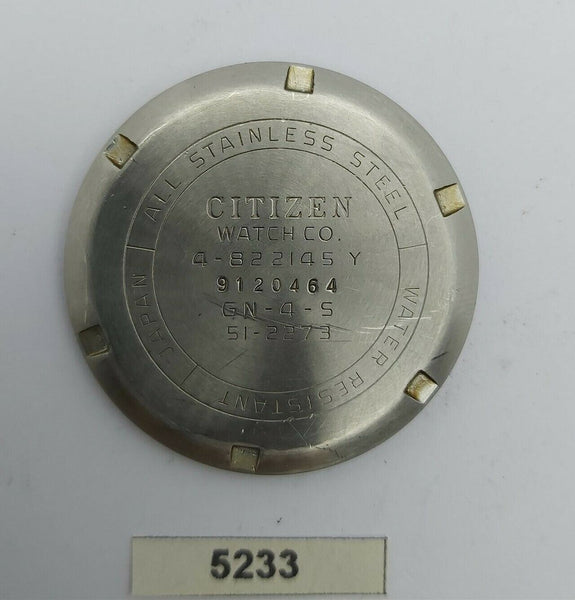 ALL STAINLESS STEEL
WATER RESISTANT
JAPAN
CITIZEN
WATCH CO.
4-822145 Y
9120464
GN-4-S
51-2273
5233